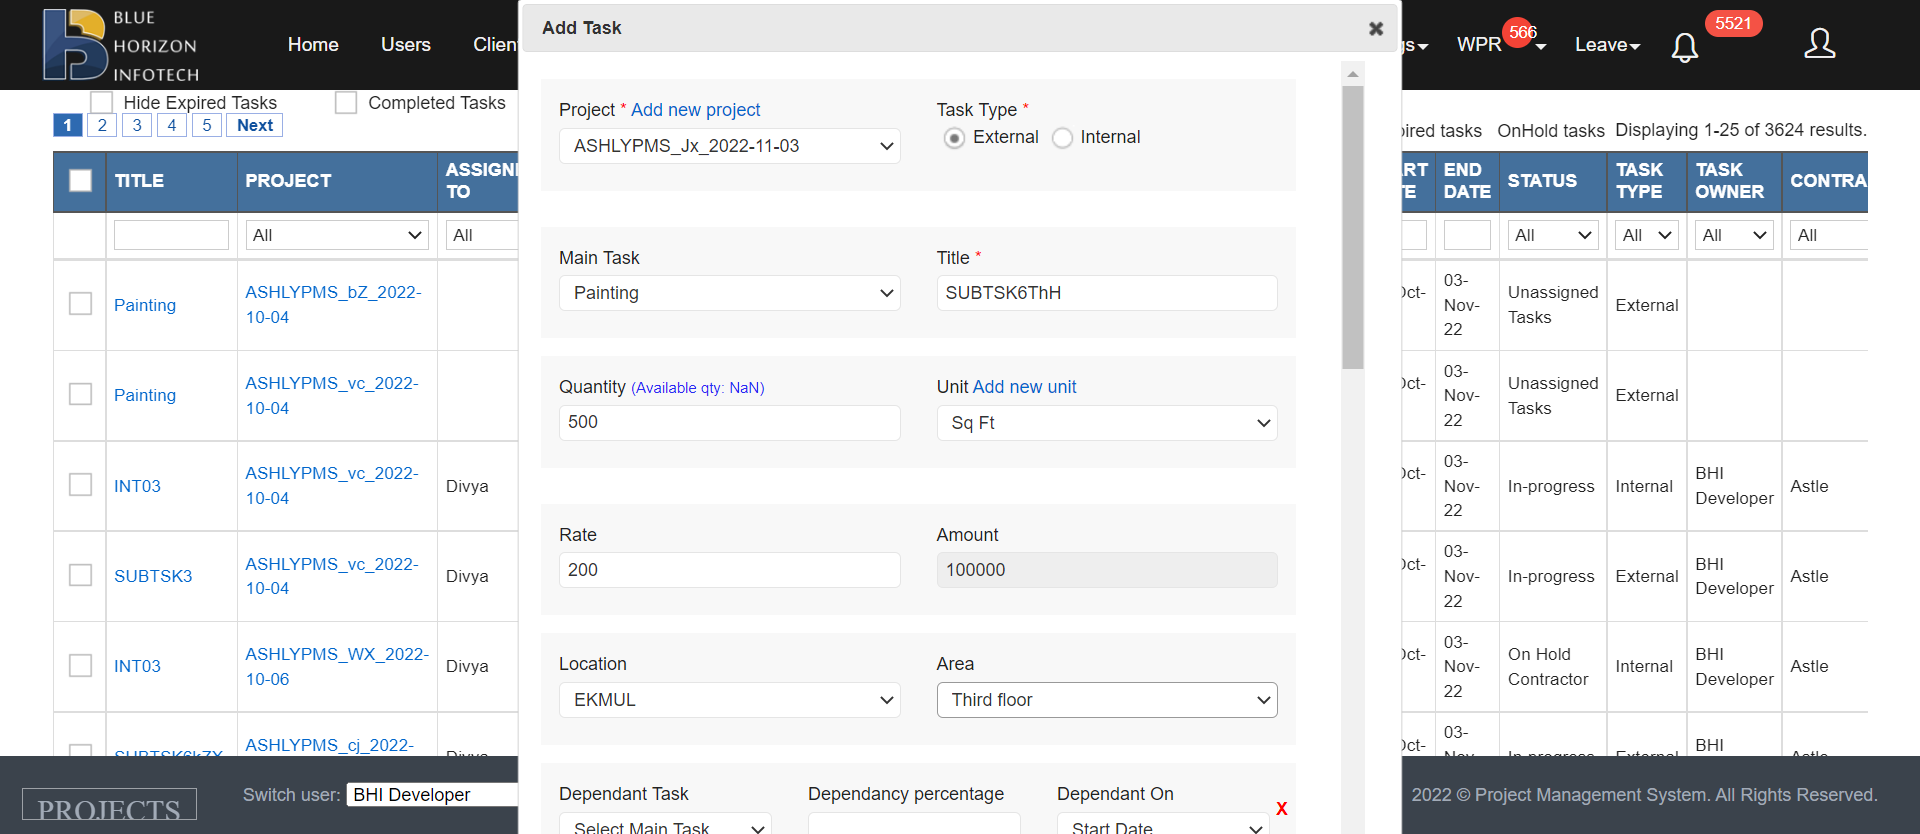 BLUE
HORIZON
INFOTECH
Home
Users
Clien
Add Task
gs
WPR
566
Leave
5521
Hide Expired Tasks
Completed Tasks
1 2 3 4 5 Next
ired tasks OnHold tasks Displaying 1-25 of 3624 results.
TITLE PROJECT ASSIGN TO
ART TE END DATE STATUS TASK TYPE TASK OWNER CONTRA
All All
All All All All
Painting ASHLYPMS_bZ_2022-
10-04
Oct- 03-Nov-22 Unassigned Tasks External
Painting ASHLYPMS_vc_2022-
10-04
Oct- 03-Nov-22 Unassigned Tasks External
INT03 ASHLYPMS_vc_2022-
10-04 Divya
Oct- 03-Nov-22 In-progress Internal BHI Developer Astle
SUBTSK3 ASHLYPMS_vc_2022-
10-04 Divya
Oct- 03-Nov-22 In-progress External BHI Developer Astle
INT03 ASHLYPMS_WX_2022-
10-06 Divya
Oct- 03-Nov-22 On Hold Contractor Internal BHI Developer Astle
SUBTSK6kZX ASHLYPMS_cj_2022- Divya
Oct- 03-Nov- In-progress External BHI Astle
Project * Add new project
ASHLYPMS_Jx_2022-11-03
Task Type *
External Internal
Main Task
Painting
Title *
SUBTSK6ThH
Quantity (Available qty: NaN)
500
Unit Add new unit
Sq Ft
Rate
200
Amount
100000
Location
EKMUL
Area
Third floor
Dependant Task
Select Main Task
Dependancy percentage
Dependant On
Start Date
X
PROJECTS
Switch user: BHI Developer
2022 © Project Management System. All Rights Reserved.